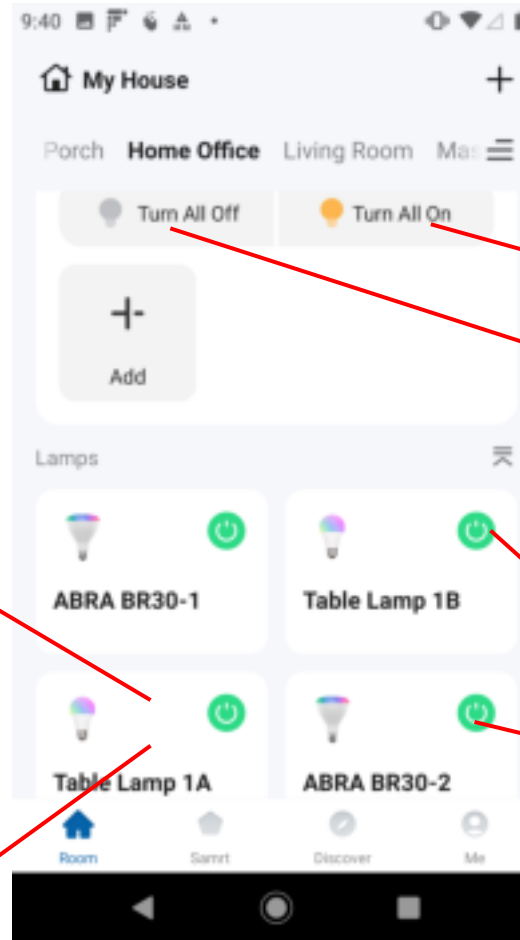 9:40
My House
Porch Home Office Living Room Mas
Turn All Off Turn All On
Add
Lamps
ABRA BR30-1 Table Lamp 1B
Table Lamp 1A ABRA BR30-2
Room Samrt Discover Me